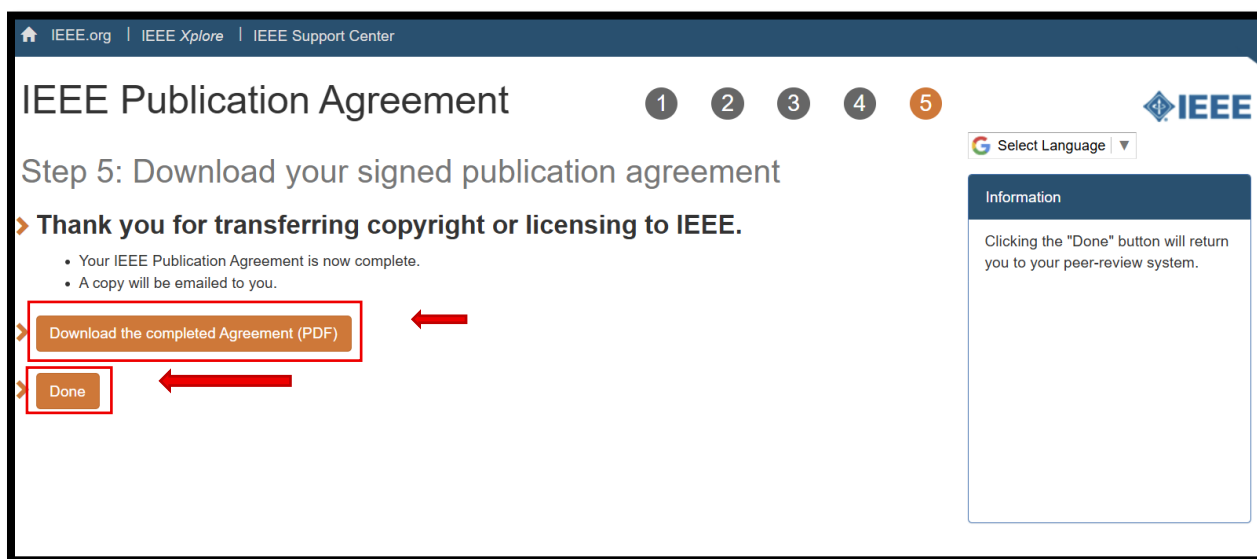 IEEE.org | IEEE Xplore | IEEE Support Center
IEEE Publication Agreement
1 2 3 4 5
IEEE
Select Language ▼
Step 5: Download your signed publication agreement
Thank you for transferring copyright or licensing to IEEE.
• Your IEEE Publication Agreement is now complete.
• A copy will be emailed to you.
Download the completed Agreement (PDF)
Done
Information
Clicking the "Done" button will return
you to your peer-review system.